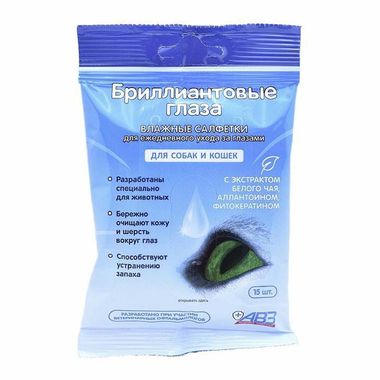 Бриллиантовые
глаза
ВЛАЖНЫЕ САЛФЕТКИ
для ежедневного ухода за глазами
ДЛЯ СОБАК И КОШЕК
• Разработаны
специально
для животных
• Бережно
очищают кожу
и шерсть
вокруг глаз
• Способствуют
устранению
запаха
С ЭКСТРАКТОМ
БЕЛОГО ЧАЯ,
АЛЛАНТОИНОМ,
ФИТОКЕРАТИНОМ
открывать здесь
15 шт.
РАЗРАБОТАНО ПРИ УЧАСТИИ
ВЕТЕРИНАРНЫХ ОФТАЛЬМОЛОГОВ
АВЗ